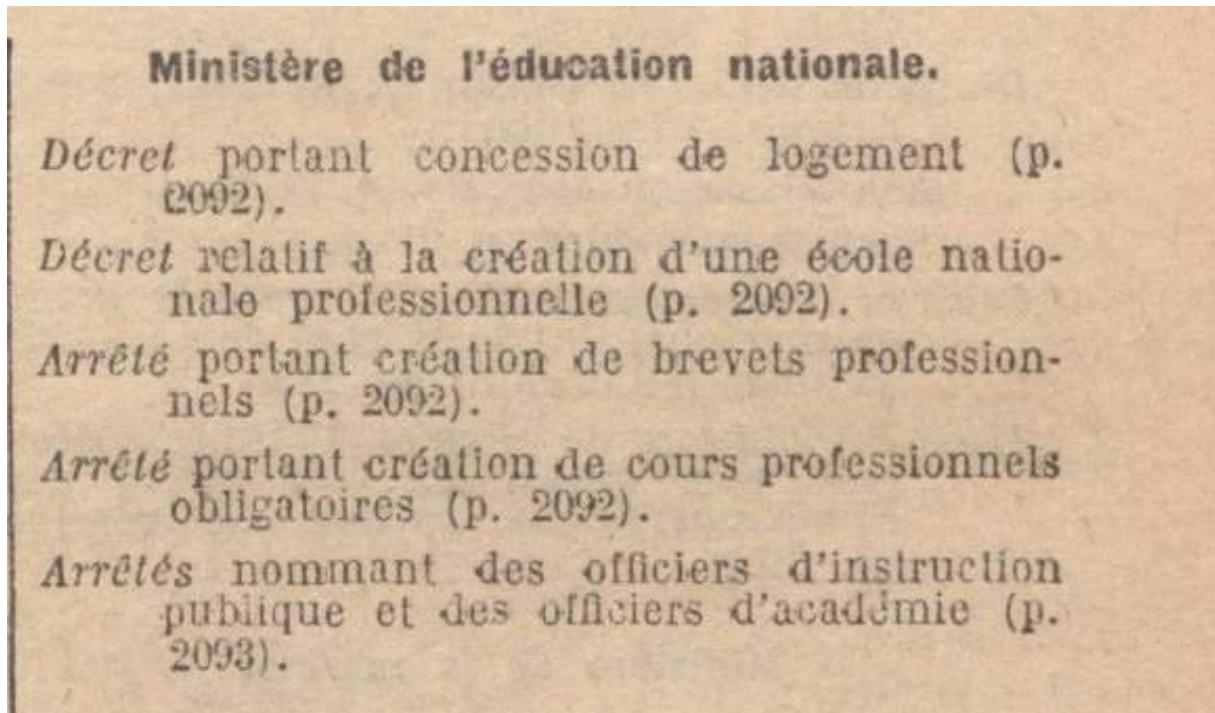 Ministère de l'éducation nationale.
Décret portant concession de logement (p.
2092).
Décret relatif à la création d'une école natio-
nale professionnelle (p. 2092).
Arrêté portant création de brevets profession-
nels (p. 2092).
Arrêté portant création de cours professionnels
obligatoires (p. 2092).
Arrêtés nommant des officiers d'instruction
publique et des officiers d'académie (p.
2093).